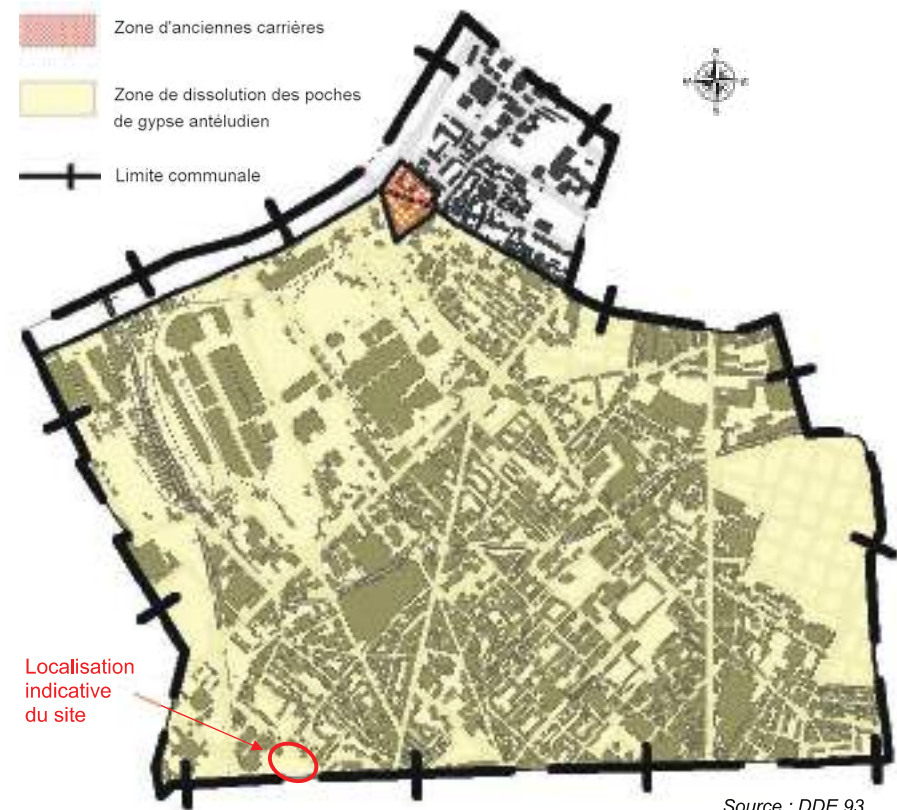 Zone d'anciennes carrières
Zone de dissolution des poches
de gypse antéludien
Limite communale
Localisation
indicative
du site
Source : DDE 93